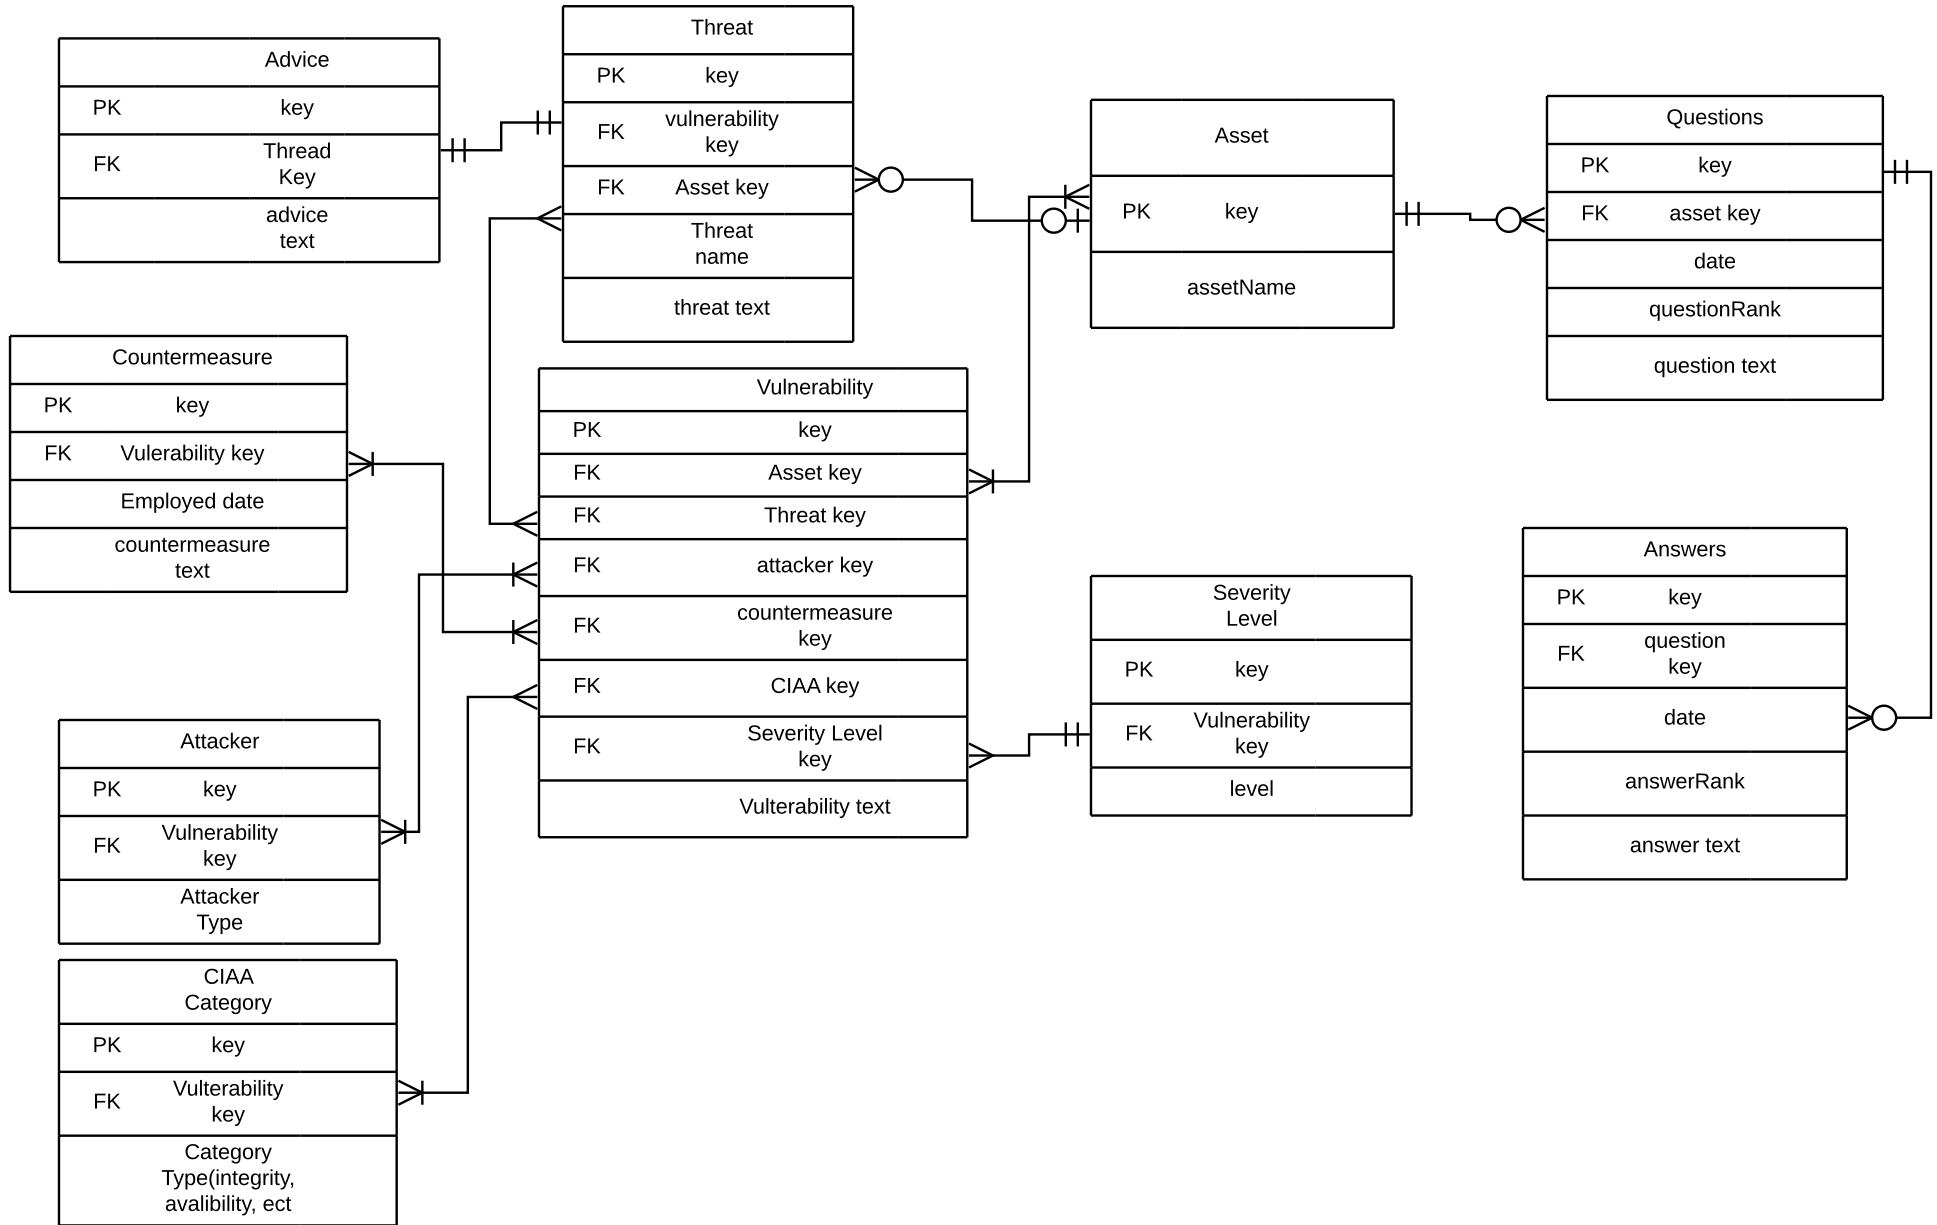 Advice
PK key
FK Thread
Key
advice
text
Threat
PK key
FK vulnerability
key
FK Asset key
Threat
name
threat text
Asset
PK key
assetName
Questions
PK key
FK asset key
date
questionRank
question text
Countermeasure
PK key
FK Vulerability key
Employed date
countermeasure
text
Vulnerability
PK key
FK Asset key
FK Threat key
FK attacker key
FK countermeasure
key
FK CIAA key
FK Severity Level
key
Vulterability text
Severity
Level
PK key
FK Vulnerability
key
level
Answers
PK key
FK question
key
date
answerRank
answer text
Attacker
PK key
FK Vulnerability
key
Attacker
Type
CIAA
Category
PK key
FK Vulterability
key
Category
Type(integrity,
avalibility, ect